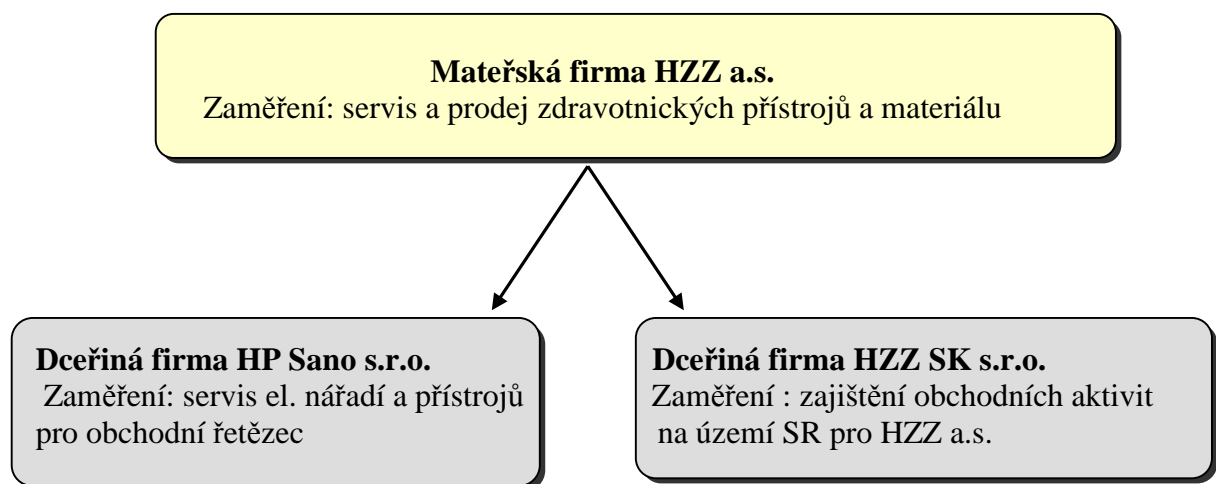 Mateřská firma HZZ a.s.
Zaměření: servis a prodej zdravotnických přístrojů a materiálu
Dceřiná firma HP Sano s.r.o.
Zaměření: servis el. nářadí a přístrojů
pro obchodní řetězec
Dceřiná firma HZZ SK s.r.o.
Zaměření : zajištění obchodních aktivit
na území SR pro HZZ a.s.